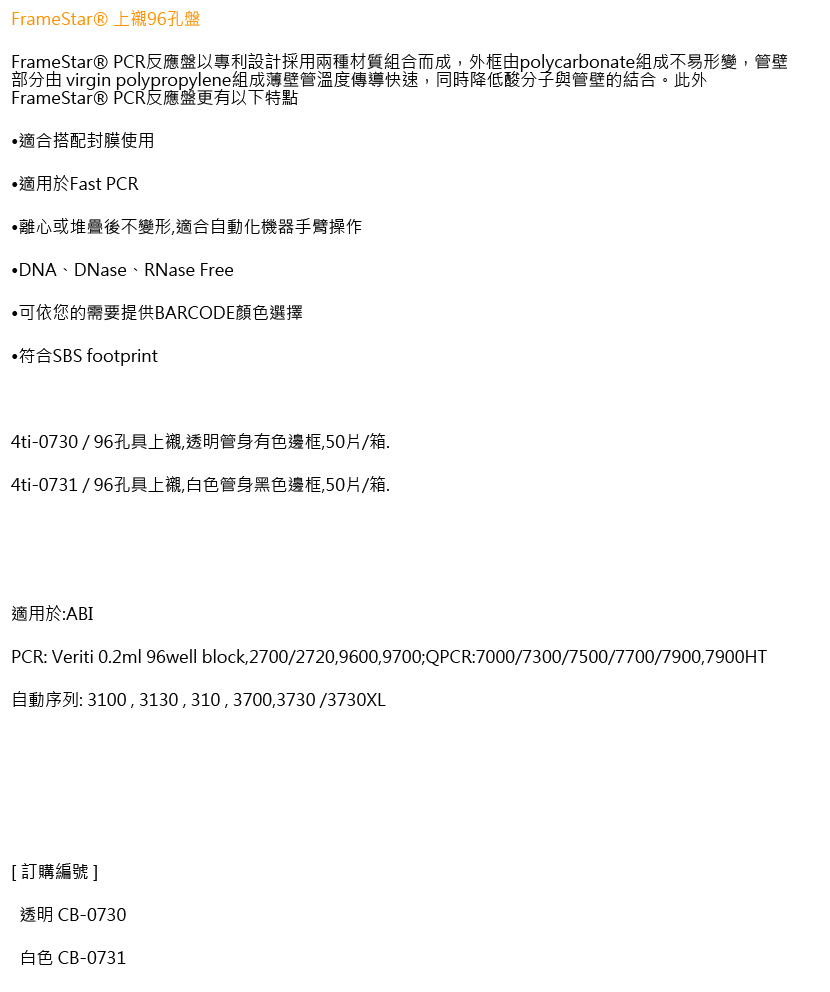 FrameStar® 上襯96孔盤
FrameStar® PCR反應盤以專利設計採用兩種材質組合而成，外框由polycarbonate組成不易形變，管壁
部分由 virgin polypropylene組成薄壁管溫度傳導快速，同時降低酸分子與管壁的結合。此外
FrameStar® PCR反應盤更有以下特點
•適合搭配封膜使用
•適用於Fast PCR
•離心或堆疊後不變形,適合自動化機器手臂操作
•DNA、DNase、RNase Free
•可依您的需要提供BARCODE顏色選擇
•符合SBS footprint
4ti-0730 / 96孔具上襯,透明管身有色邊框,50片/箱.
4ti-0731 / 96孔具上襯,白色管身黑色邊框,50片/箱.
適用於:ABI
PCR: Veriti 0.2ml 96well block,2700/2720,9600,9700;QPCR:7000/7300/7500/7700/7900,7900HT
自動序列: 3100 , 3130 , 310 , 3700,3730 /3730XL
[ 訂購編號 ]
透明 CB-0730
白色 CB-0731